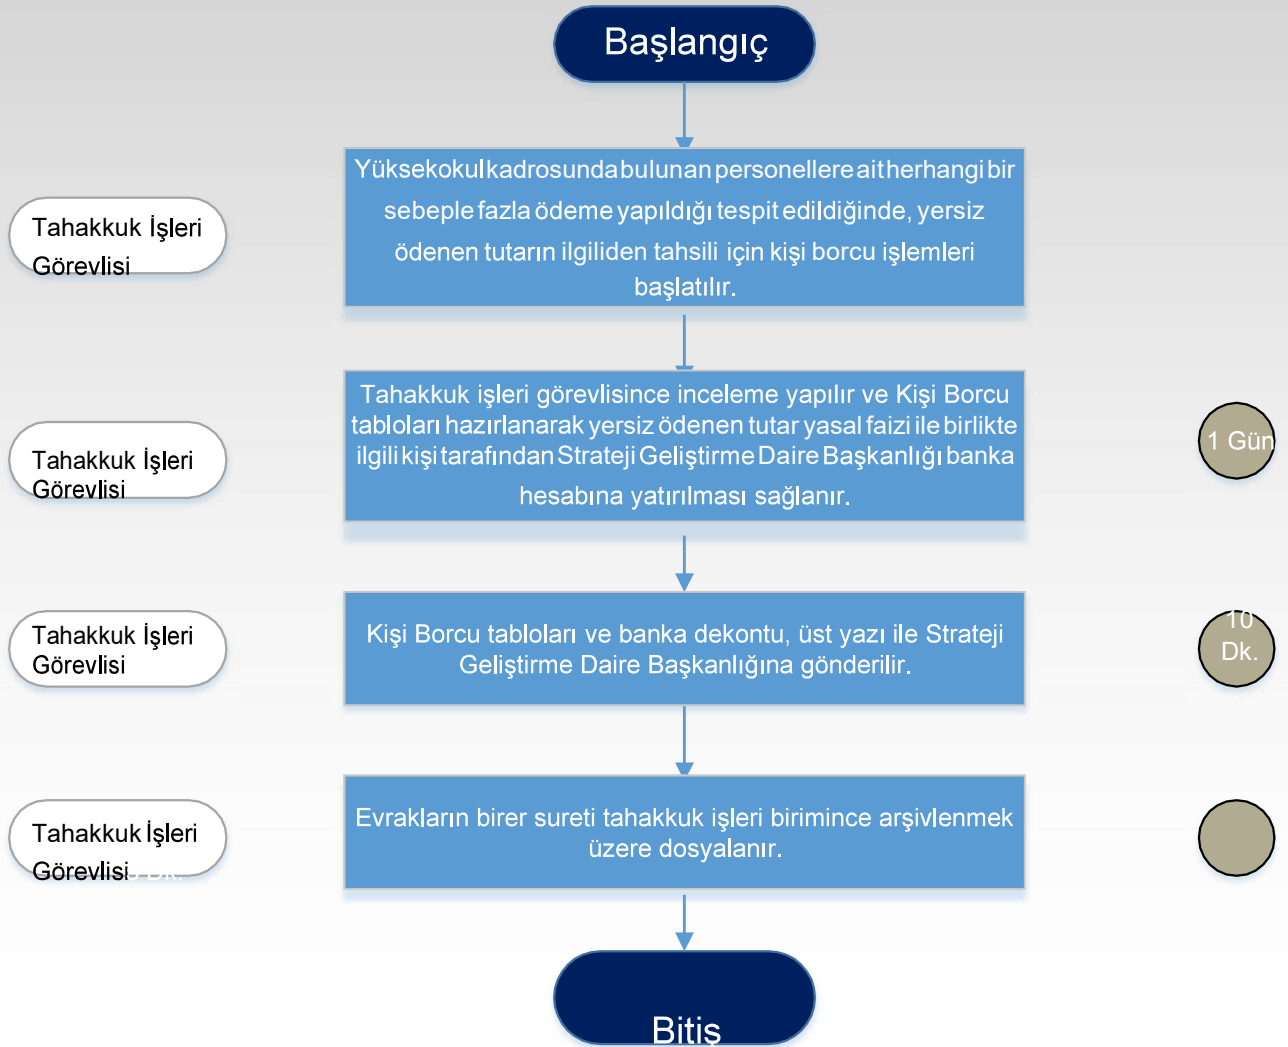 Başlangıç
Yüksekokul kadrosunda bulunan personellere ait herhangi bir
sebeple fazla ödeme yapıldığı tespit edildiğinde, yersiz
ödenen tutarın ilgiliden tahsili için kişi borcu işlemleri
başlatılır.
Tahakkuk İşleri
Görevlisi
Tahakkuk işleri görevlisince inceleme yapılır ve Kişi Borcu
tabloları hazırlanarak yersiz ödenen tutar yasal faizi ile birlikte
ilgili kişi tarafından Strateji Geliştirme Daire Başkanlığı banka
hesabına yatırılması sağlanır.
Tahakkuk İşleri
Görevlisi
1 Gün
Kişi Borcu tabloları ve banka dekontu, üst yazı ile Strateji
Geliştirme Daire Başkanlığına gönderilir.
Tahakkuk İşleri
Görevlisi
10
Dk.
Evrakların birer sureti tahakkuk işleri birimince arşivlenmek
üzere dosyalanır.
Tahakkuk İşleri
Görevlisi Dk.
Bitiş